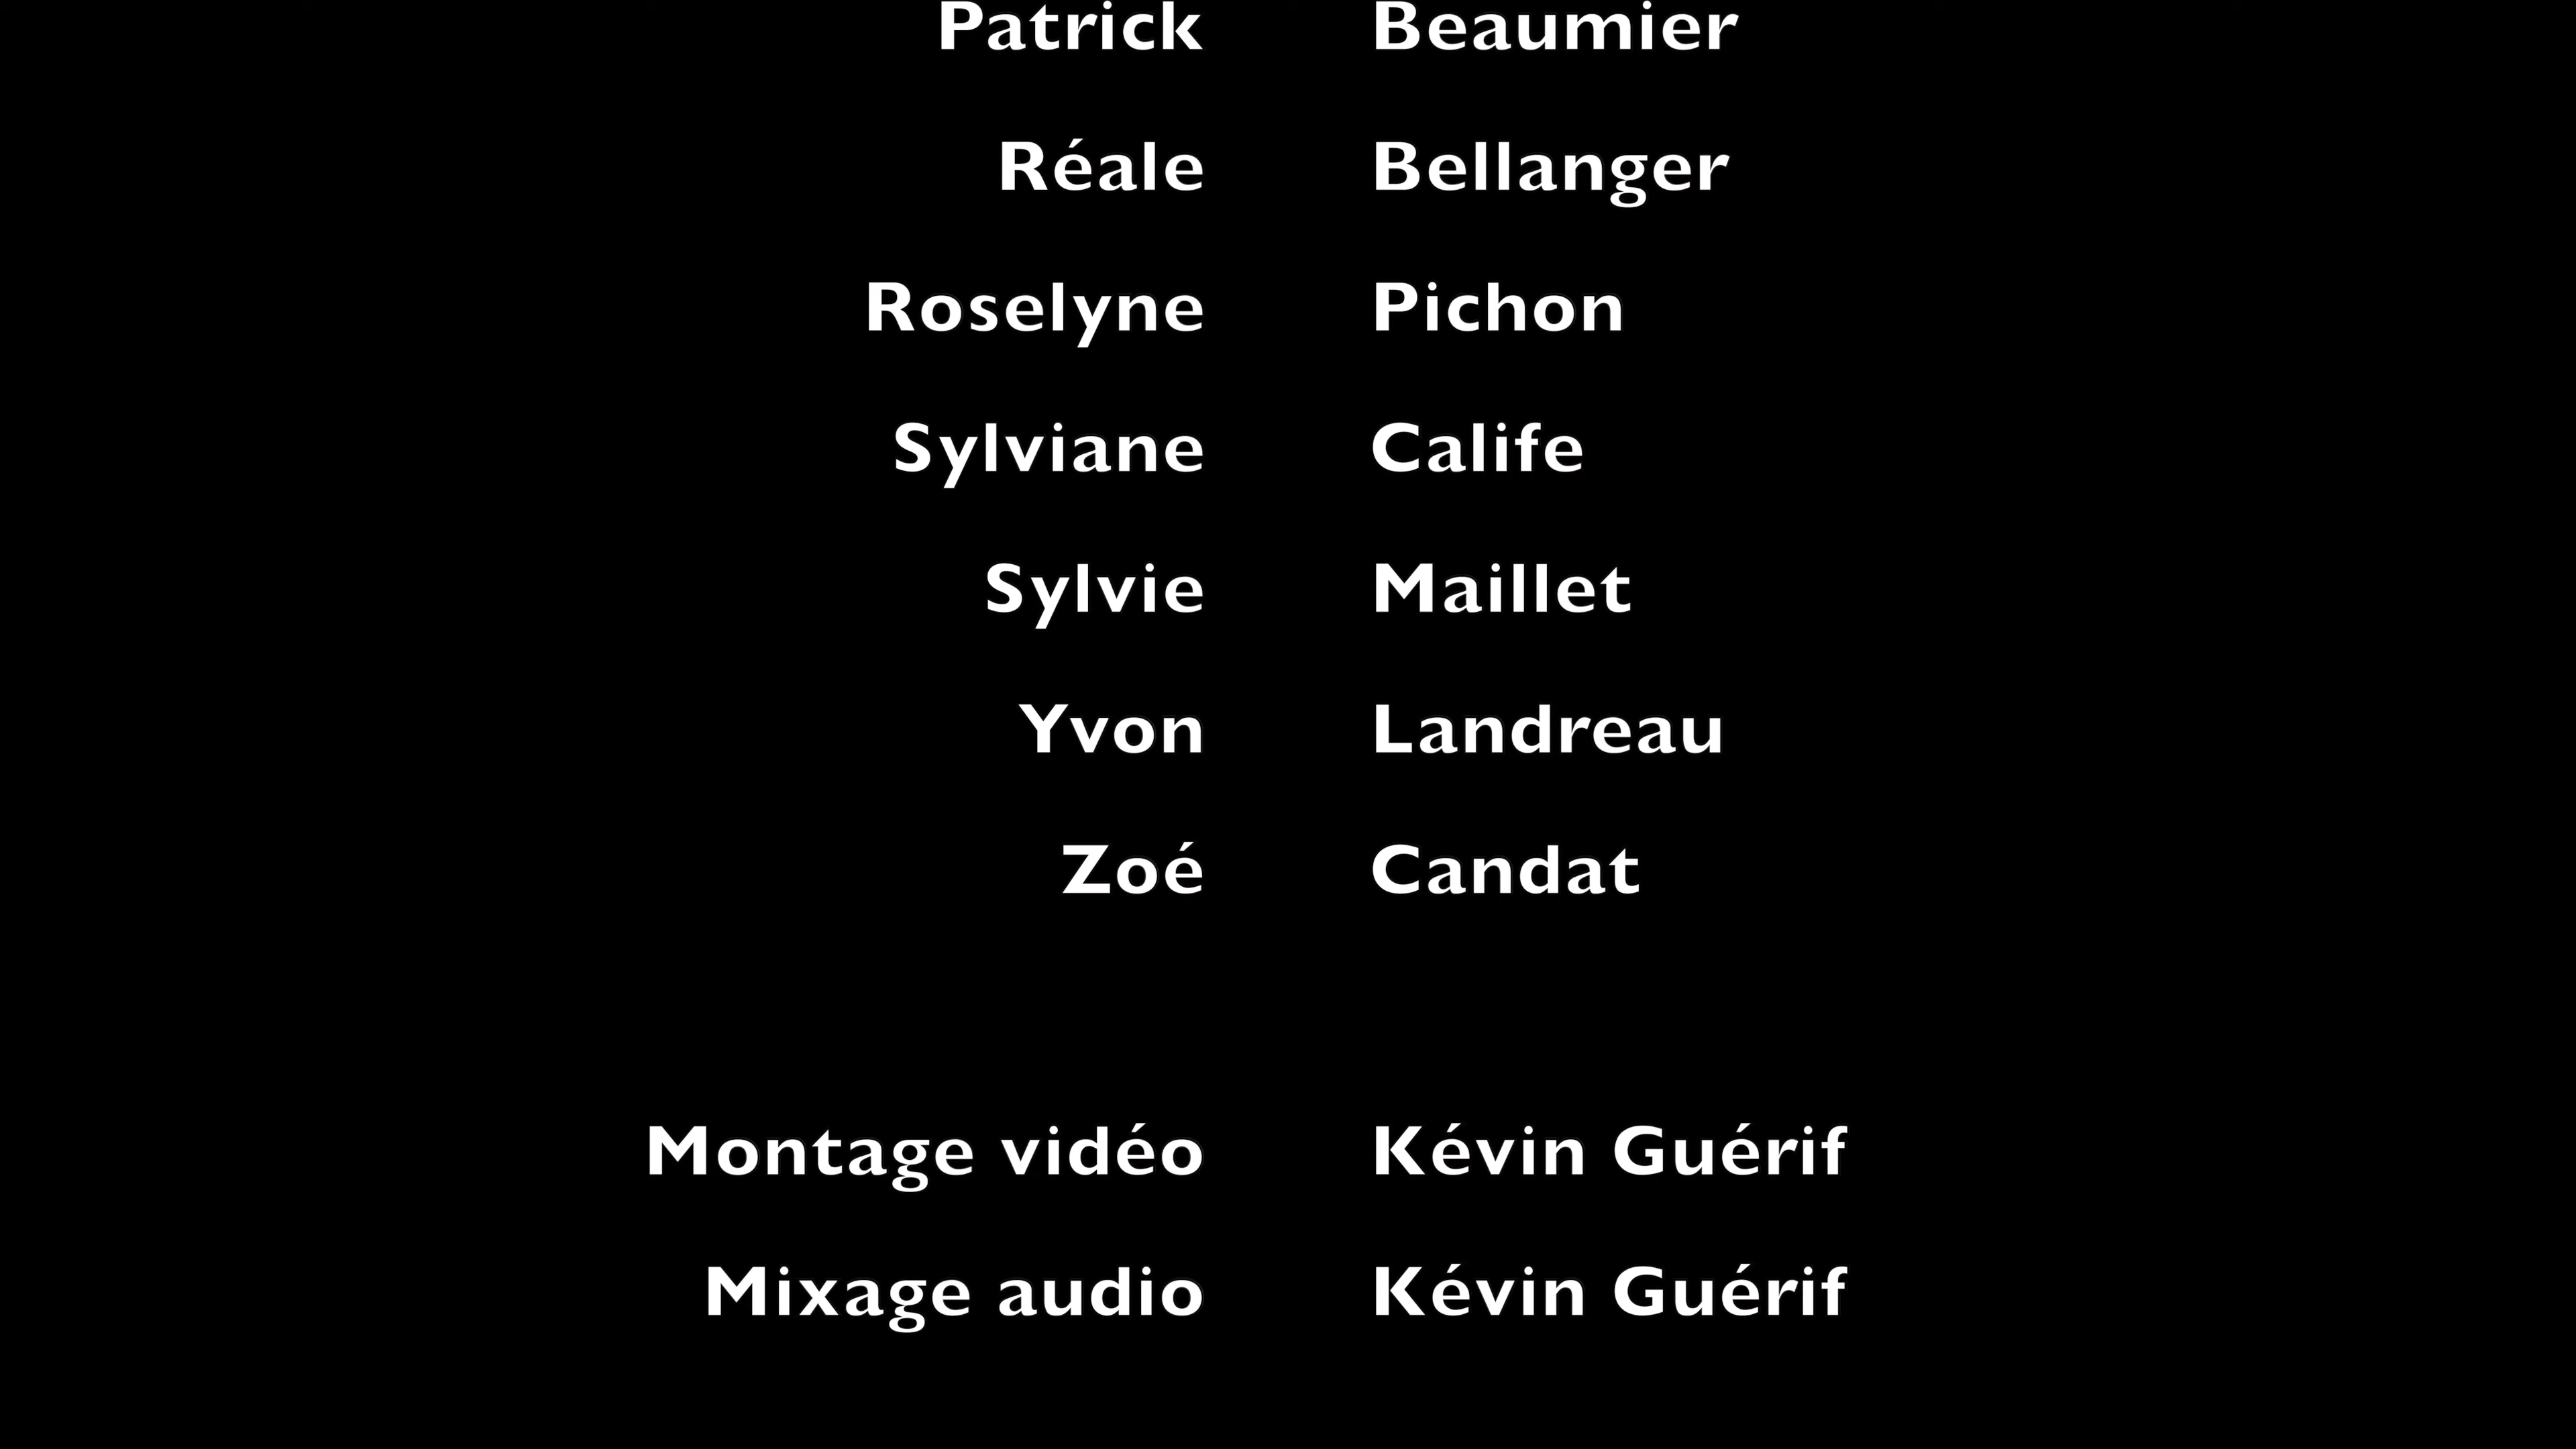 Patrick Beaumier
Réale Bellanger
Roselyne Pichon
Sylviane Calife
Sylvie Maillet
Yvon Landreau
Zoé Candat
Montage vidéo Kévin Guérif
Mixage audio Kévin Guérif